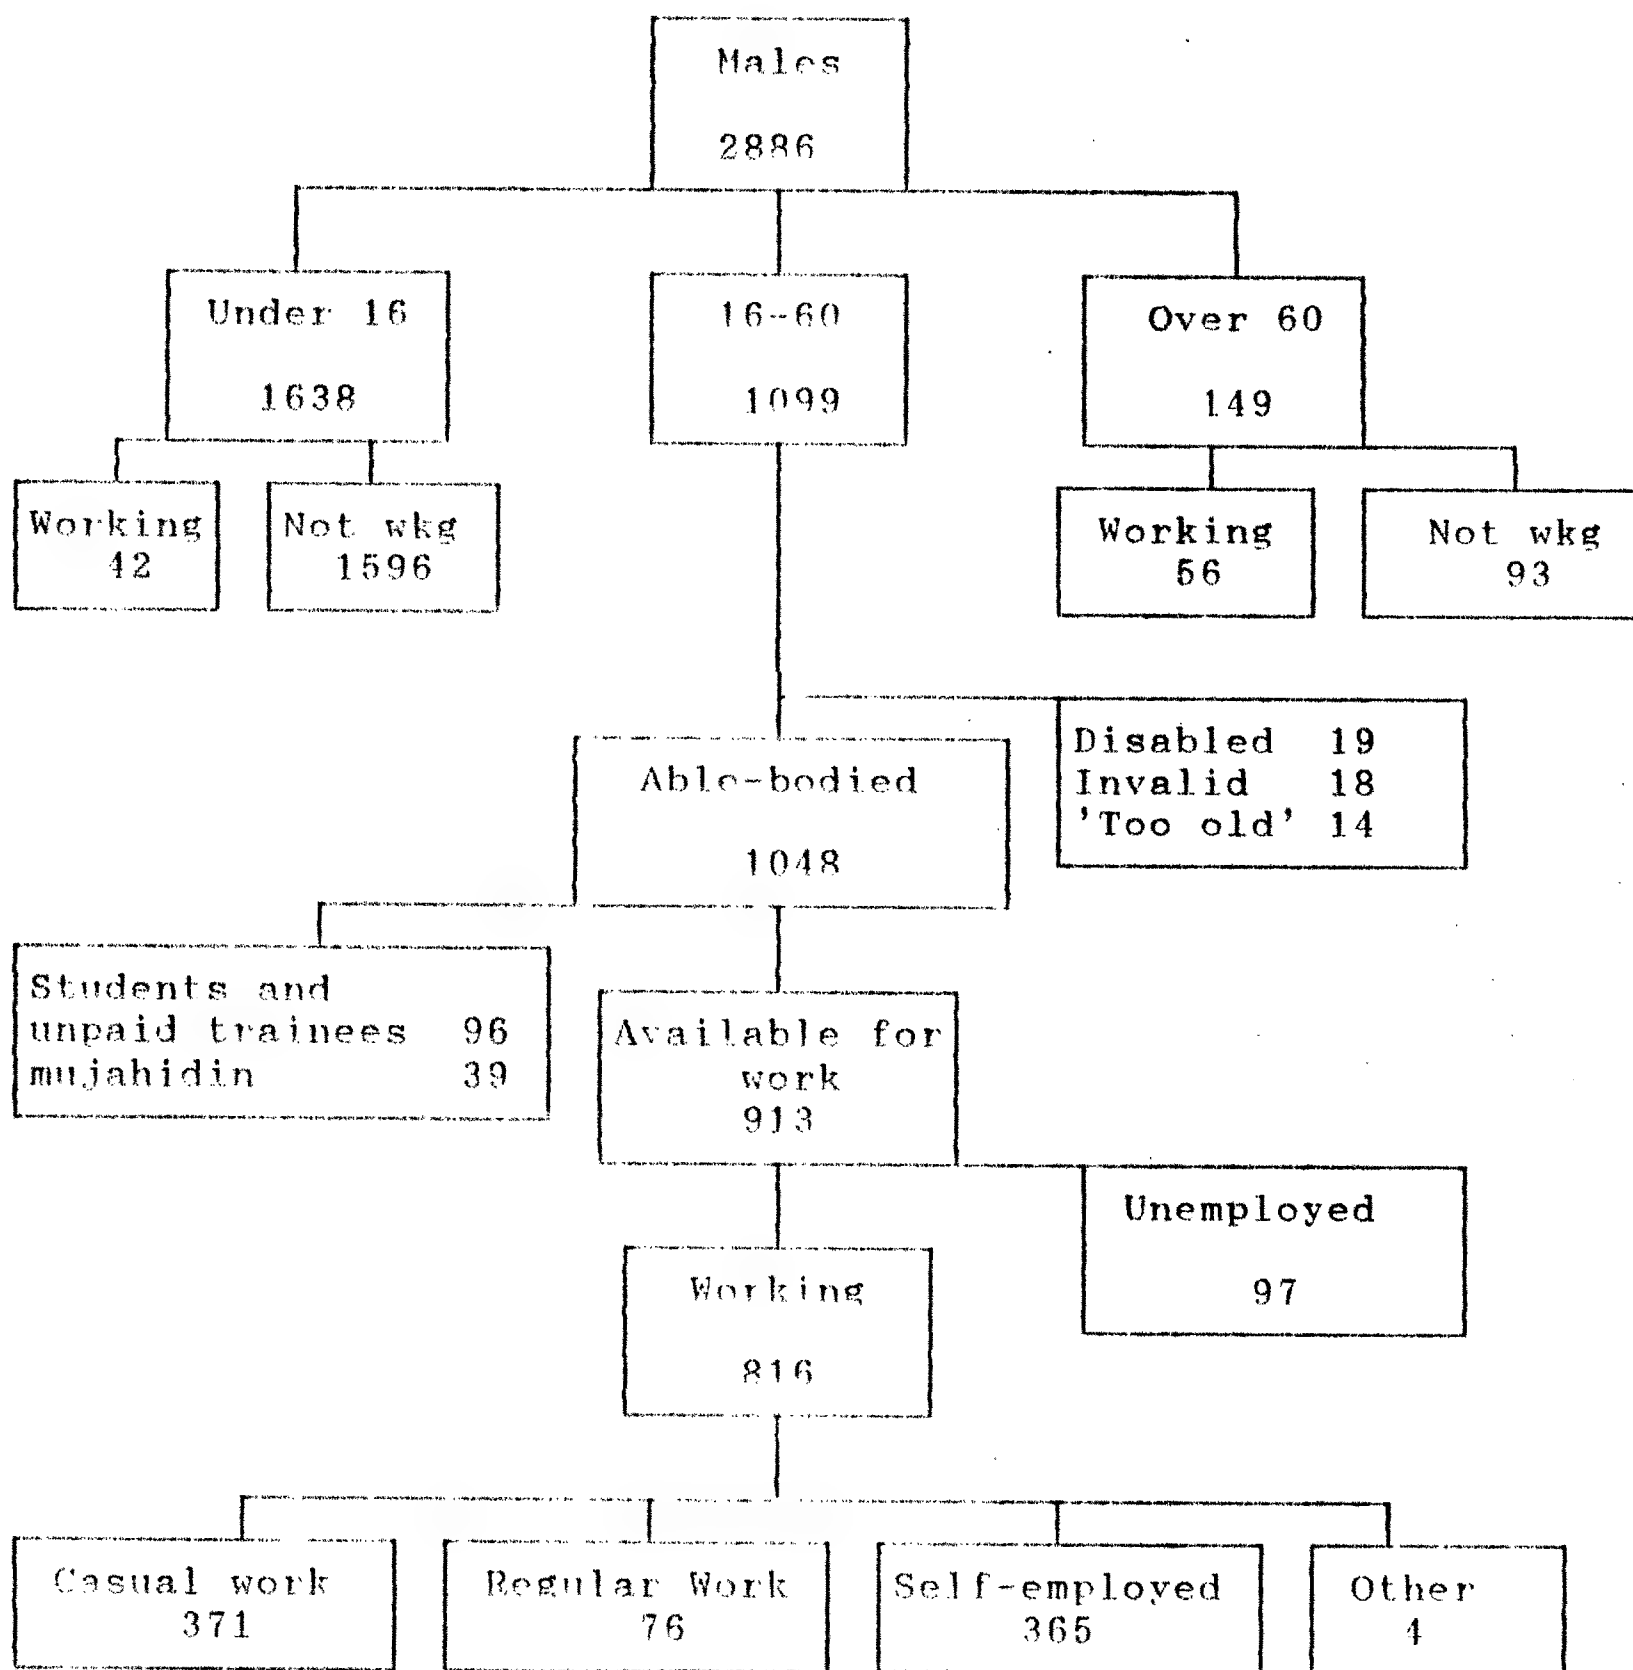 Males
2886
Under 16
1638
16-60
1099
Over 60
149
Working
42
Not wkg
1596
Working
56
Not wkg
93
Disabled 19
Invalid 18
'Too old' 14
Able-bodied
1048
Students and
unpaid trainees 96
mujahidin 39
Available for
work
913
Unemployed
97
Working
816
Casual work
371
Regular Work
76
Self-employed
365
Other
4